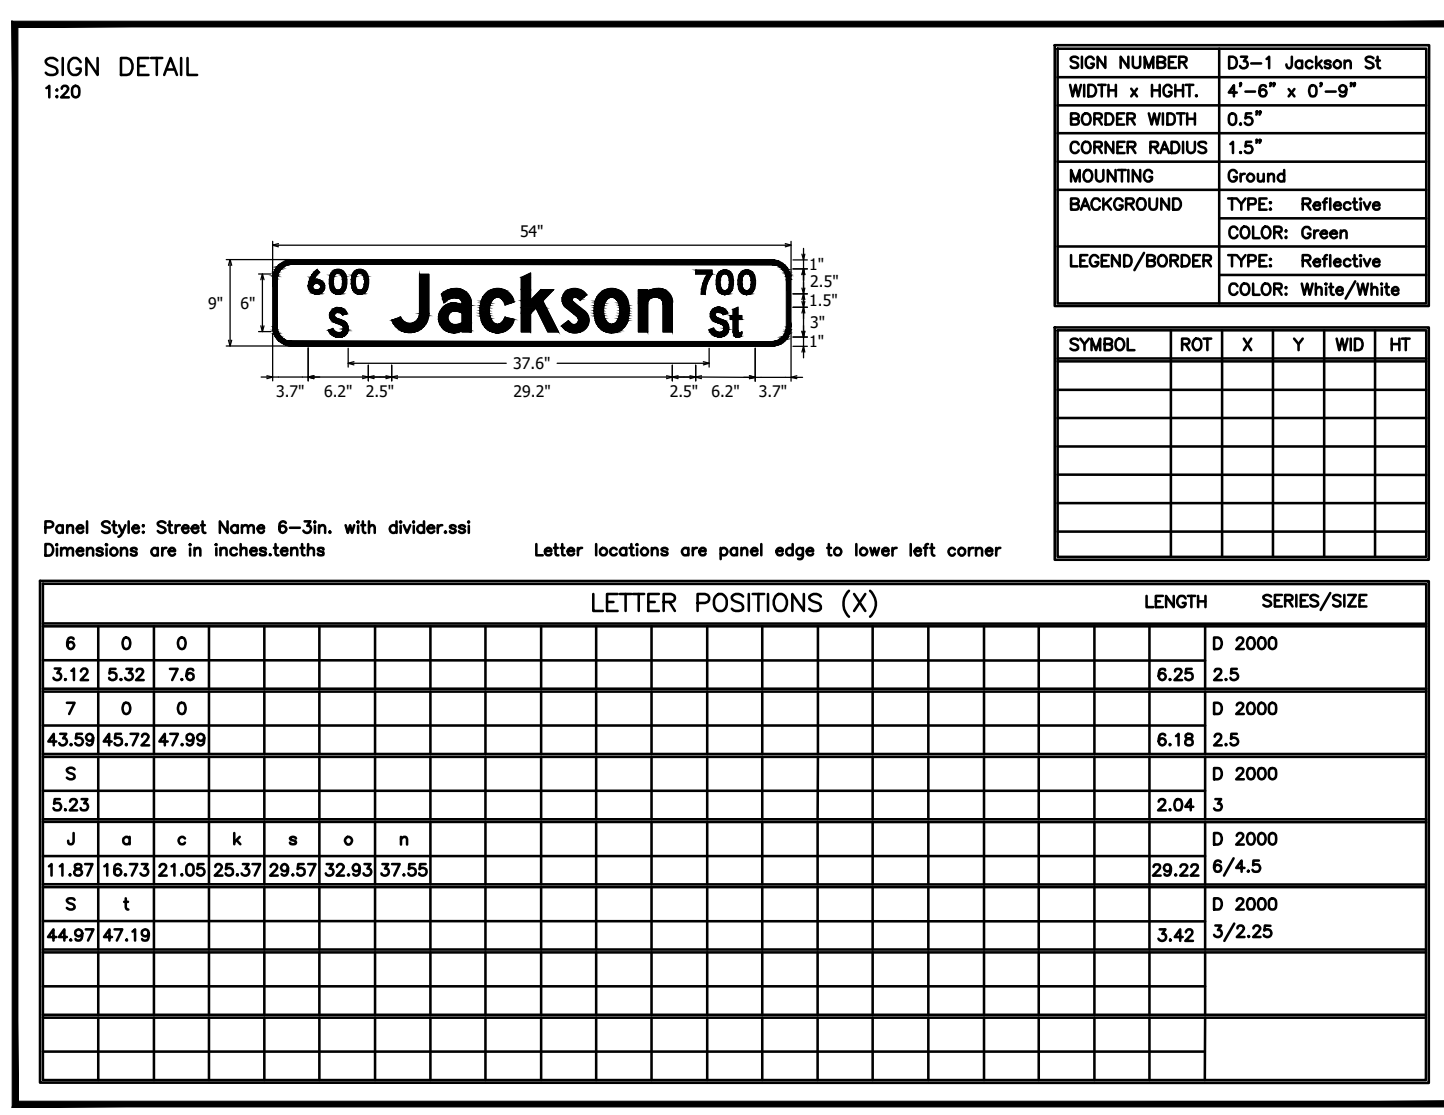 SIGN DETAIL
1:20
SIGN NUMBER D3-1 Jackson St
WIDTH x HGHT. 4'-6" x 0'-9"
BORDER WIDTH 0.5"
CORNER RADIUS 1.5"
MOUNTING Ground
BACKGROUND TYPE: Reflective
COLOR: Green
LEGEND/BORDER TYPE: Reflective
COLOR: White/White
54"
9" 6"
600 Jackson 700
S St
1"
2.5"
1.5"
3"
1"
37.6"
3.7" 6.2" 2.5" 29.2" 2.5" 6.2" 3.7"
SYMBOL ROT X Y WID HT
Panel Style: Street Name 6-3in. with divider.ssi
Dimensions are in inches.tenths Letter locations are panel edge to lower left corner
LETTER POSITIONS (X) LENGTH SERIES/SIZE
6 0 0 D 2000
3.12 5.32 7.6 6.25 2.5
7 0 0 D 2000
43.59 45.72 47.99 6.18 2.5
S D 2000
5.23 2.04 3
J a c k s o n D 2000
11.87 16.73 21.05 25.37 29.57 32.93 37.55 29.22 6/4.5
S t D 2000
44.97 47.19 3.42 3/2.25